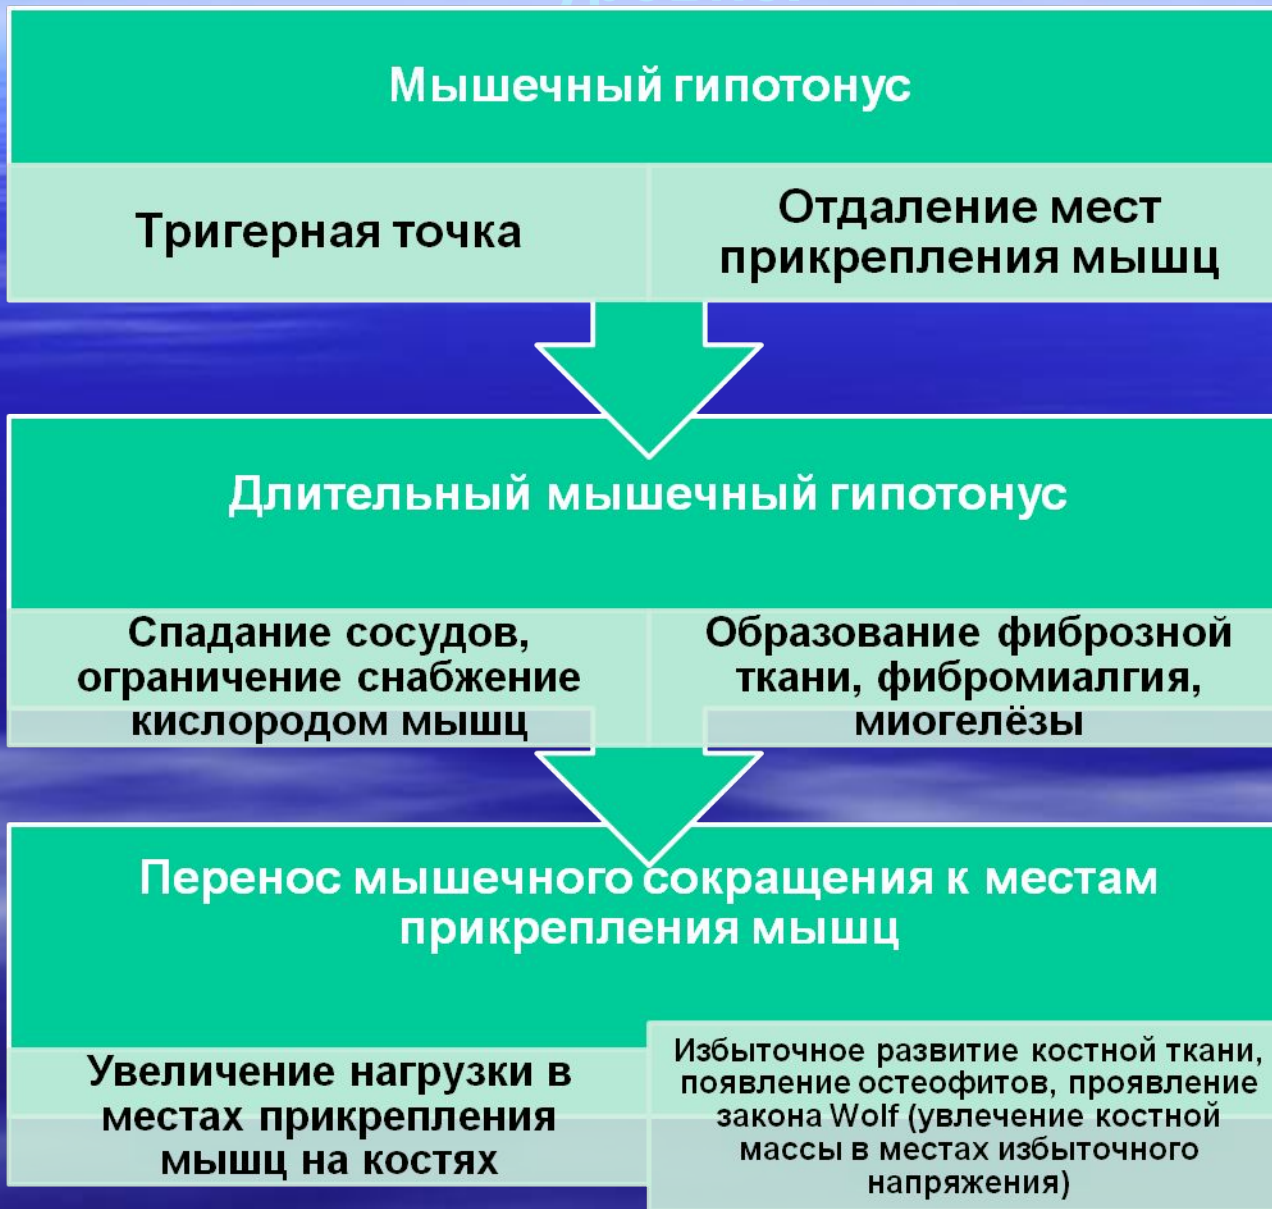 Мышечный гипотонус
Тригерная точка
Отдаление мест
прикрепления мышц
Длительный мышечный гипотонус
Спадание сосудов,
ограничение снабжение
кислородом мышц
Образование фиброзной
ткани, фибромиалгия,
миогелёзы
Перенос мышечного сокращения к местам
прикрепления мышц
Увеличение нагрузки в
местах прикрепления
мышц на костях
Избыточное развитие костной ткани,
появление остеофитов, проявление
закона Wolf (увлечение костной
массы в местах избыточного
напряжения)